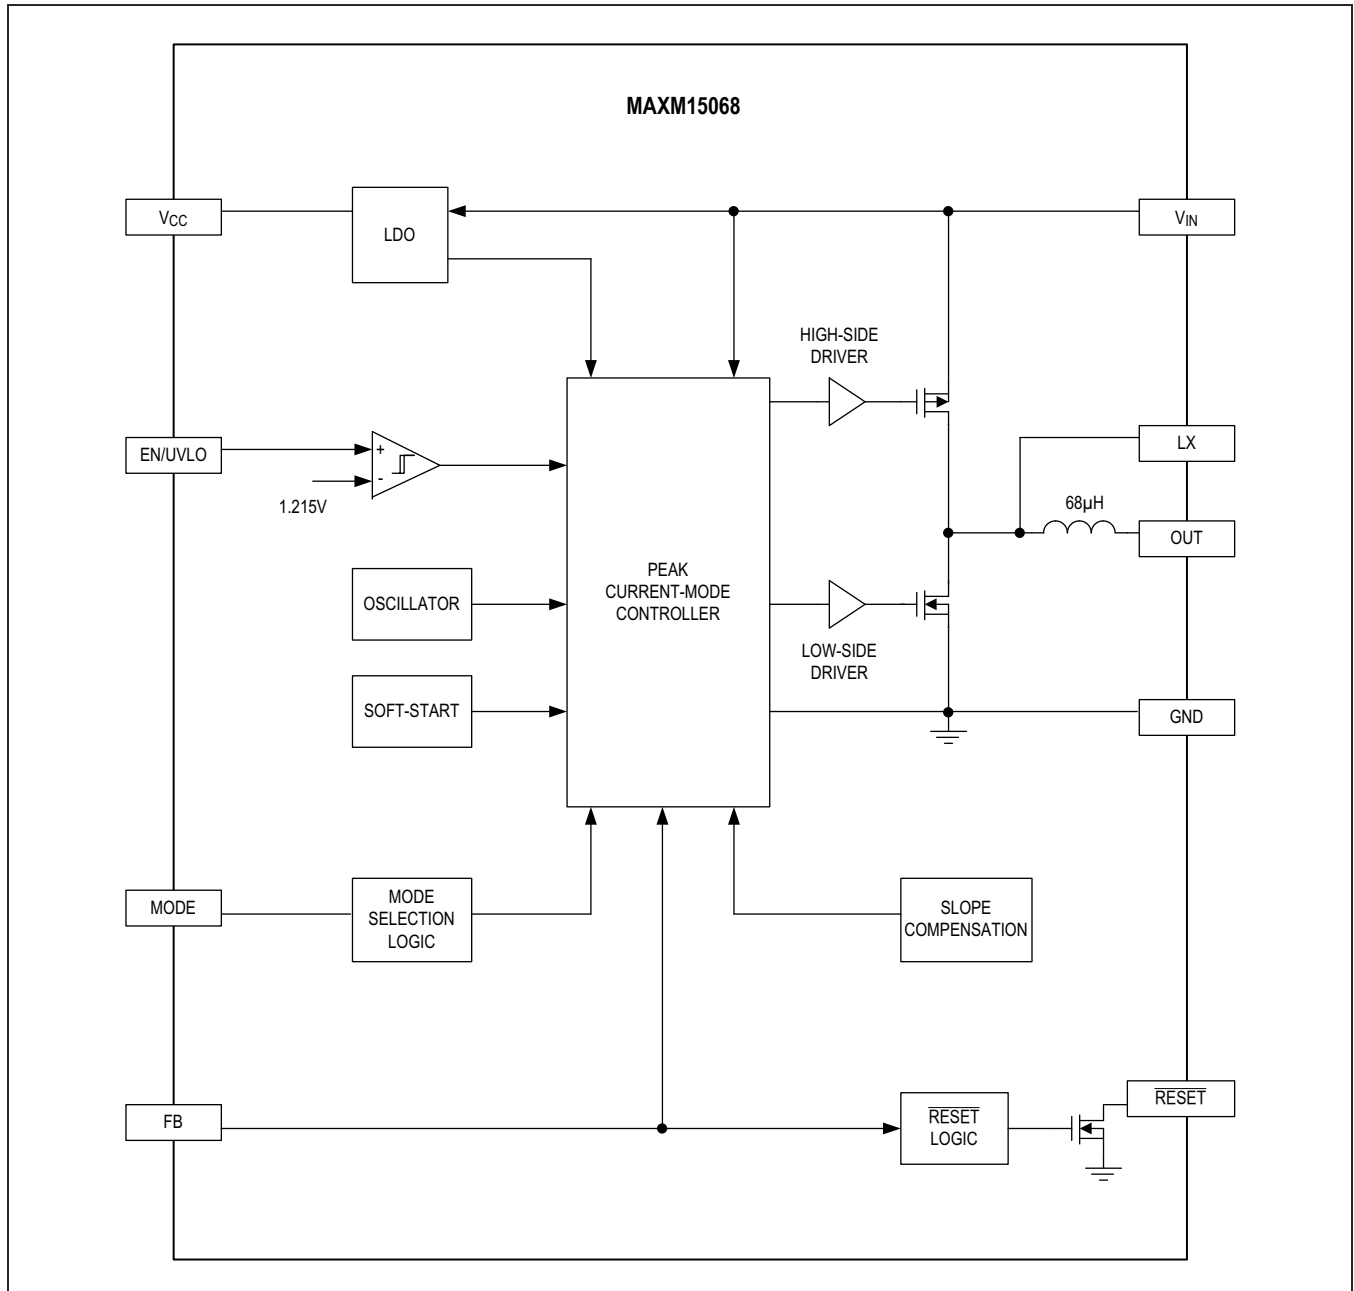 MAXM15068
VCC
LDO
VIN
HIGH-SIDE
DRIVER
EN/UVLO
+
-
1.215V
LX
68µH
OUT
PEAK
CURRENT-MODE
CONTROLLER
OSCILLATOR
LOW-SIDE
DRIVER
SOFT-START
GND
MODE
MODE
SELECTION
LOGIC
SLOPE
COMPENSATION
FB
RESET
LOGIC
RESET